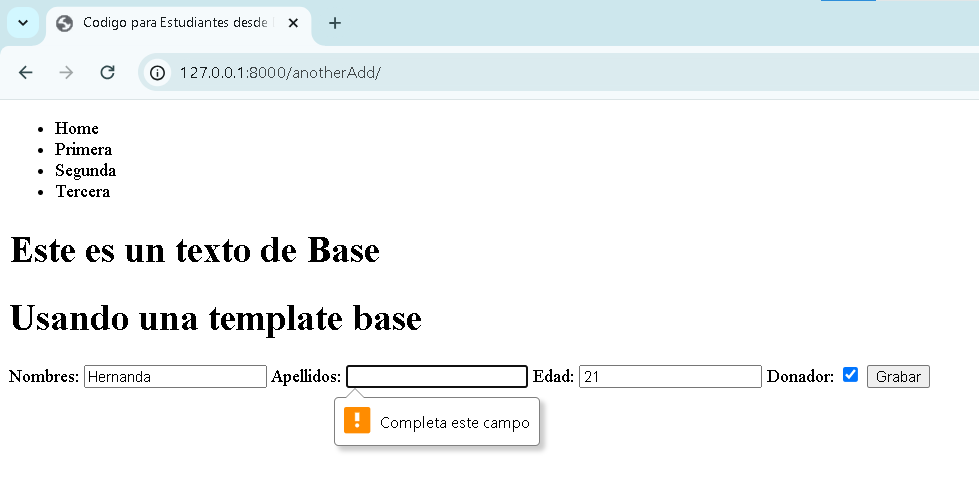 Codigo para Estudiantes desde
127.0.0.1:8000/anotherAdd/
Home
Primera
Segunda
Tercera
Este es un texto de Base
Usando una template base
Nombres: Hernanda Apellidos: Edad: 21 Donador: Grabar
Completa este campo